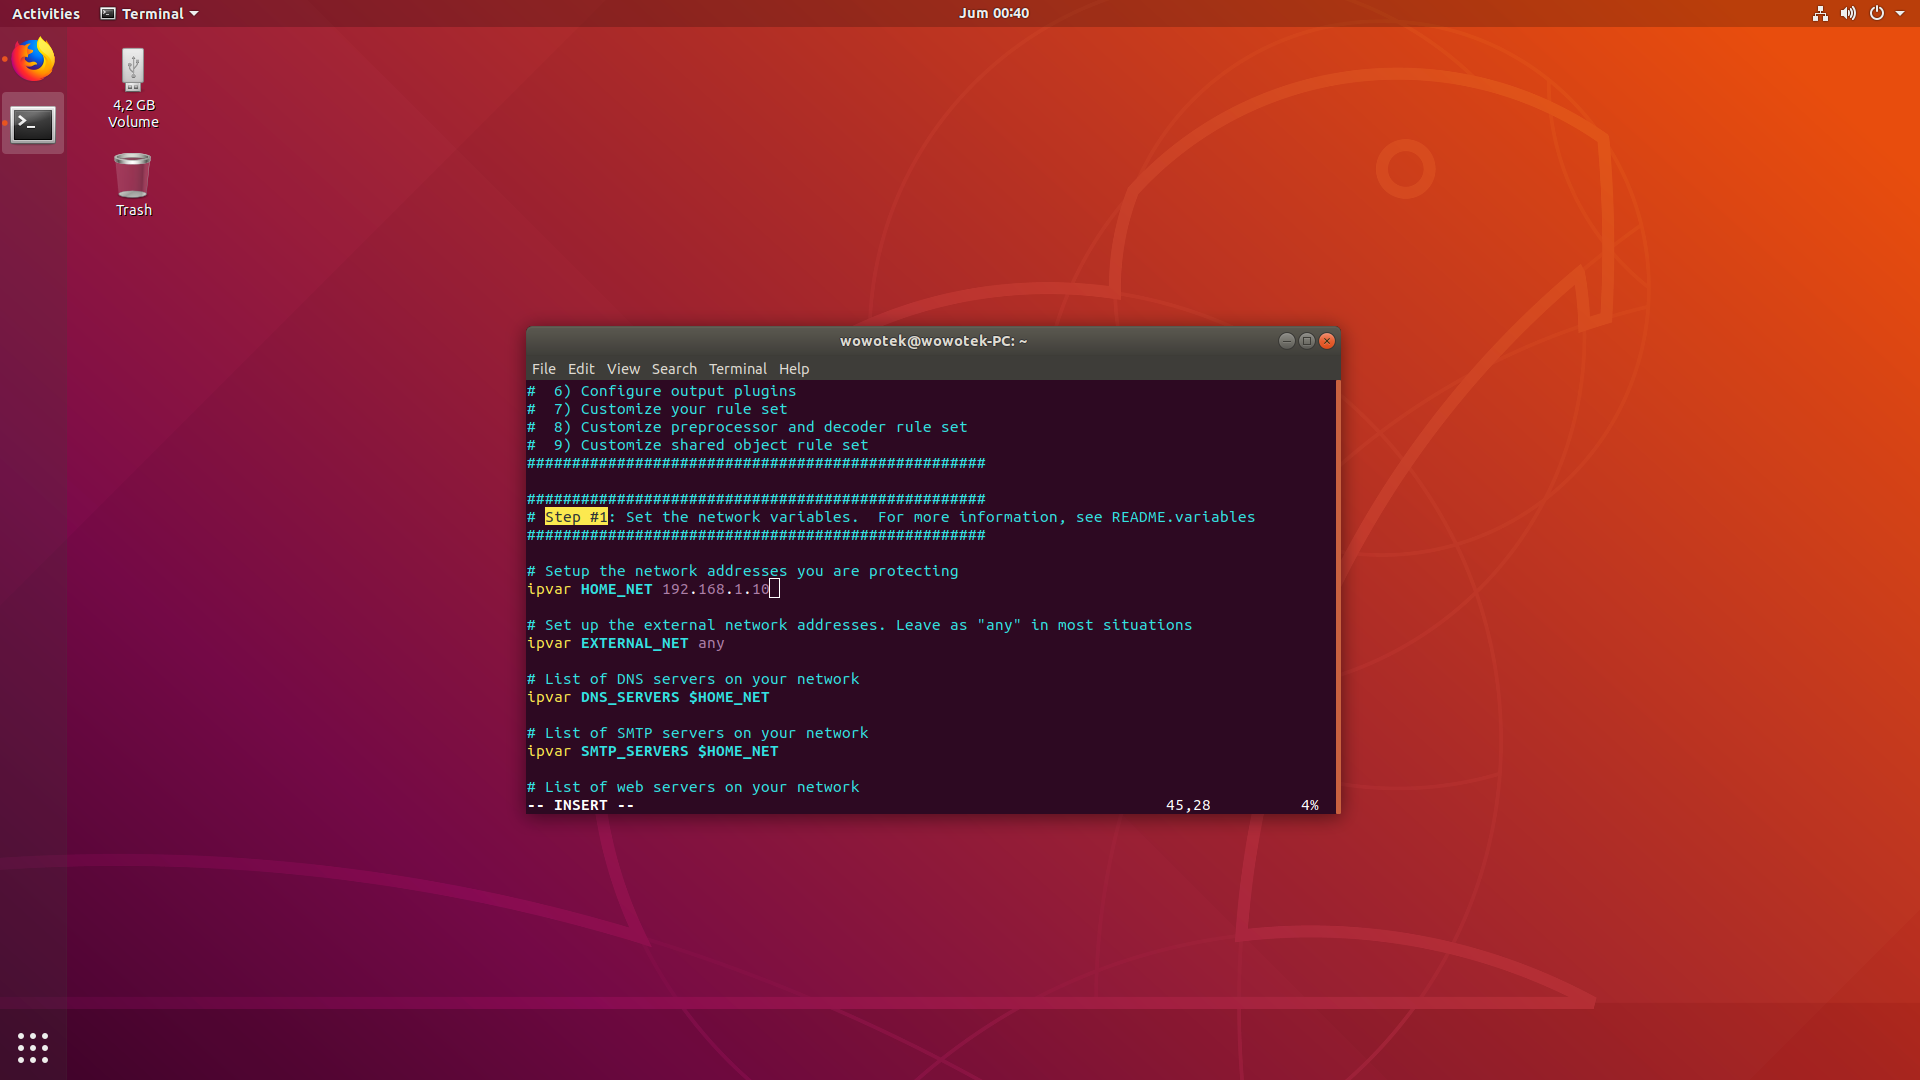 Activities
Terminal
Jum 00:40
4,2 GB
Volume
Trash
wowotek@wowotek-PC: ~
File Edit View Search Terminal Help
#  6) Configure output plugins
#  7) Customize your rule set
#  8) Customize preprocessor and decoder rule set
#  9) Customize shared object rule set
###################################################
###################################################
# Step #1: Set the network variables.  For more information, see README.variables
###################################################
# Setup the network addresses you are protecting
ipvar HOME_NET 192.168.1.10
# Set up the external network addresses. Leave as "any" in most situations
ipvar EXTERNAL_NET any
# List of DNS servers on your network
ipvar DNS_SERVERS $HOME_NET
# List of SMTP servers on your network
ipvar SMTP_SERVERS $HOME_NET
# List of web servers on your network
-- INSERT -- 45,28 4%